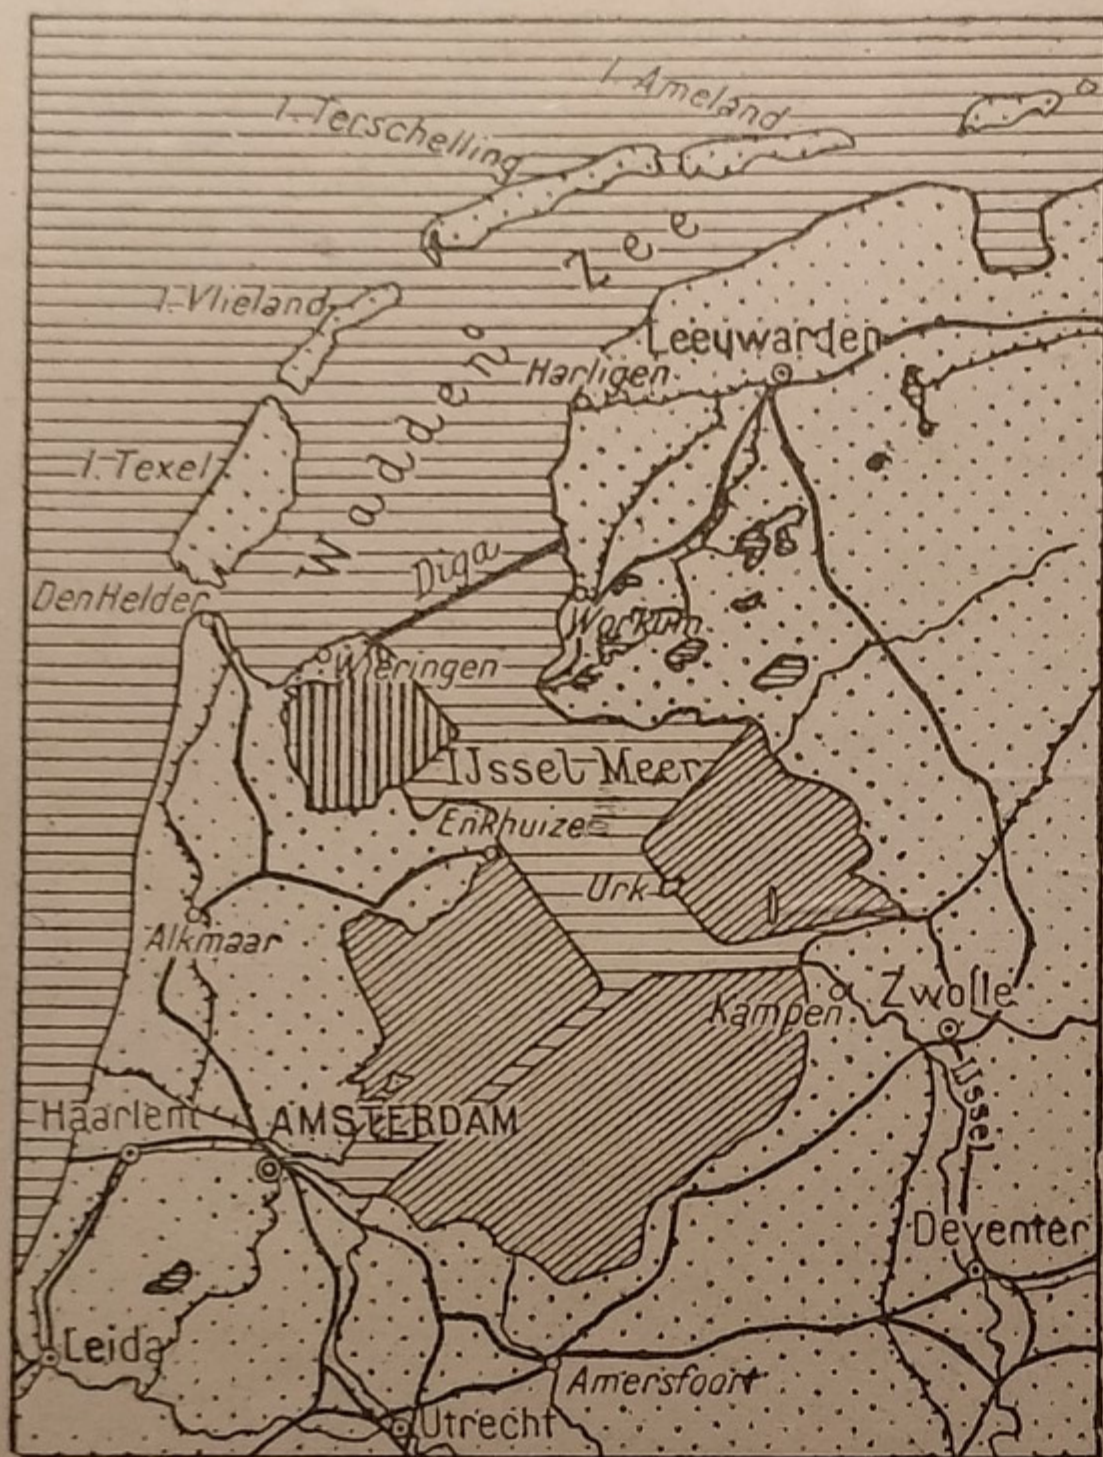 I. Ameland
I. Terschelling
Wadden Zee
I. Vlieland
Leeuwarden
Harligen
I. Texel
Diga
Den Helder
Workum
Wieringen
IJssel-Meer
Enkhuize
Urk
Alkmaar
Kampen
Zwolle
IJssel
Haarlem
AMSTERDAM
Deventer
Leida
Amersfoort
Utrecht